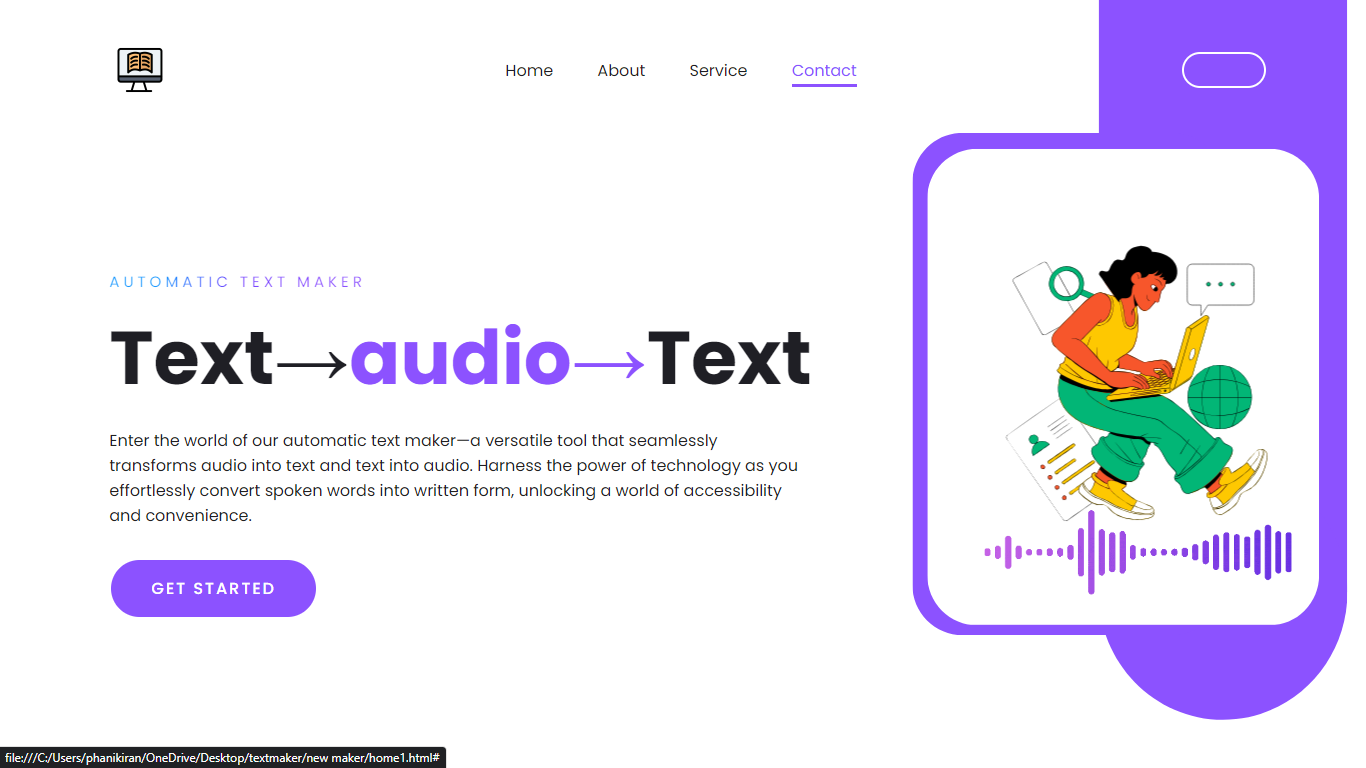 Home About Service Contact
AUTOMATIC TEXT MAKER
Text→audio→Text
Enter the world of our automatic text maker—a versatile tool that seamlessly
transforms audio into text and text into audio. Harness the power of technology as you
effortlessly convert spoken words into written form, unlocking a world of accessibility
and convenience.
GET STARTED
file:///C:/Users/phanikiran/OneDrive/Desktop/textmaker/new maker/home1.html#